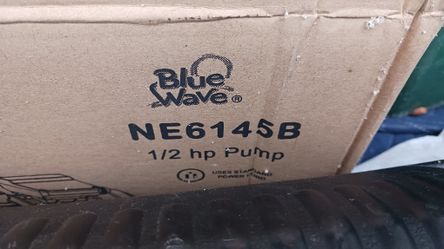 Blue
Wave®
NE6145B
1/2 hp Pump
USES STANDARD
POWER CORD